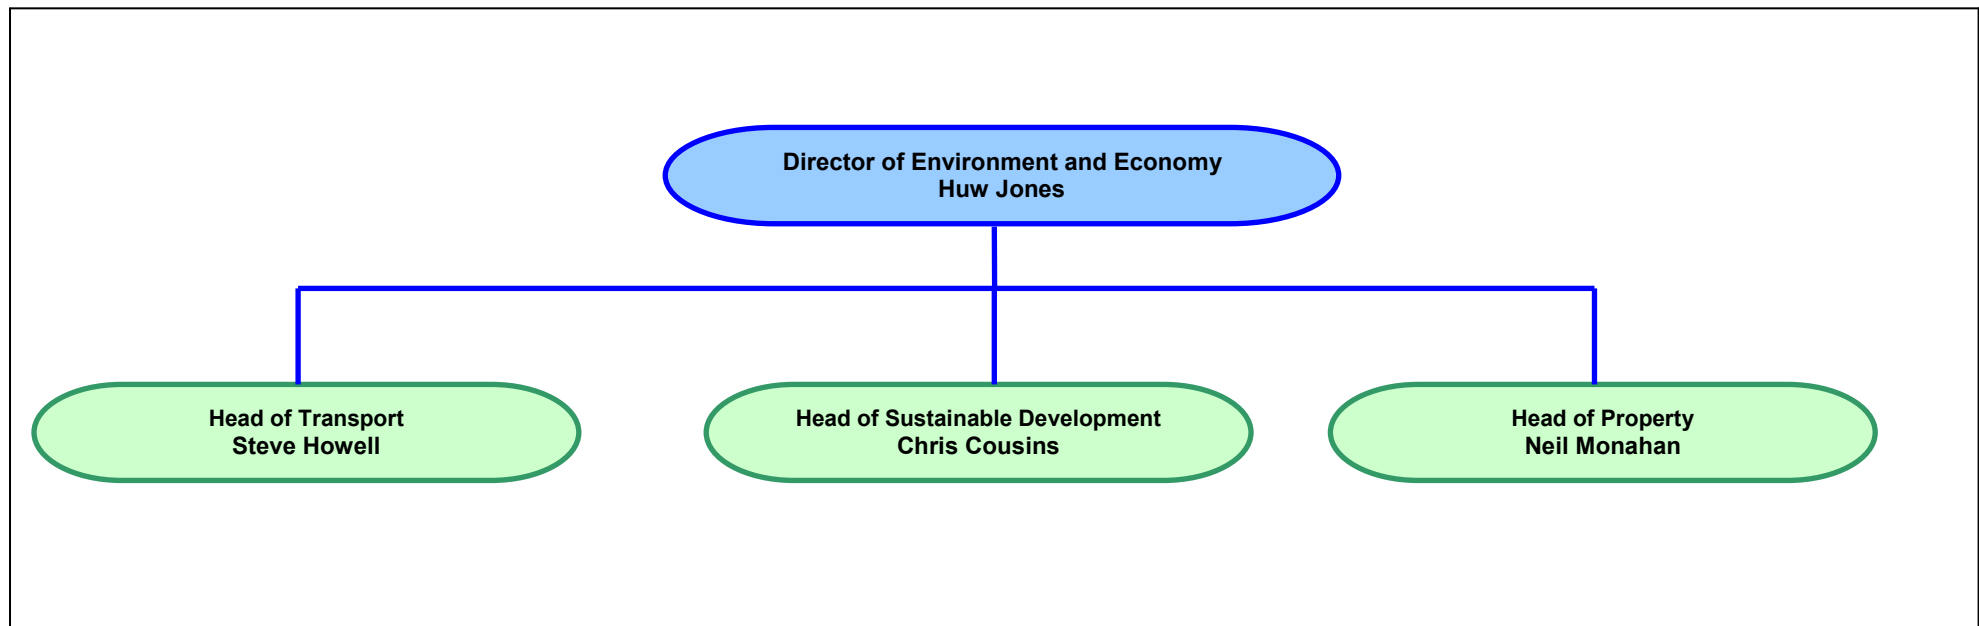 Director of Environment and Economy
Huw Jones
Head of Transport
Steve Howell
Head of Sustainable Development
Chris Cousins
Head of Property
Neil Monahan